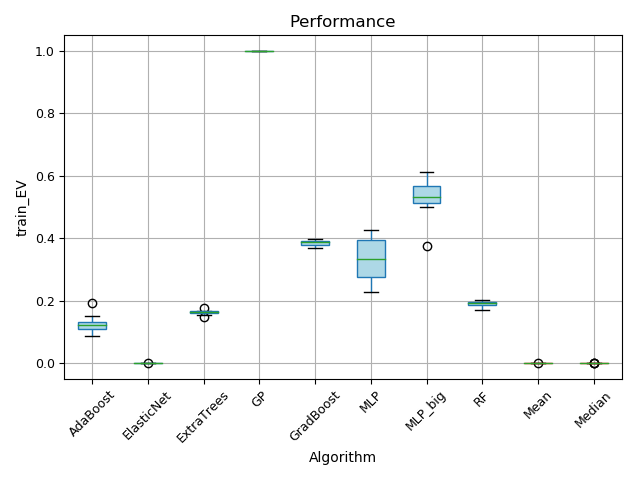 Performance
1.0
0.8
0.6
0.4
0.2
0.0
train_EV
AdaBoost
ElasticNet
ExtraTrees
GP
GradBoost
MLP
MLP_big
RF
Mean
Median
Algorithm